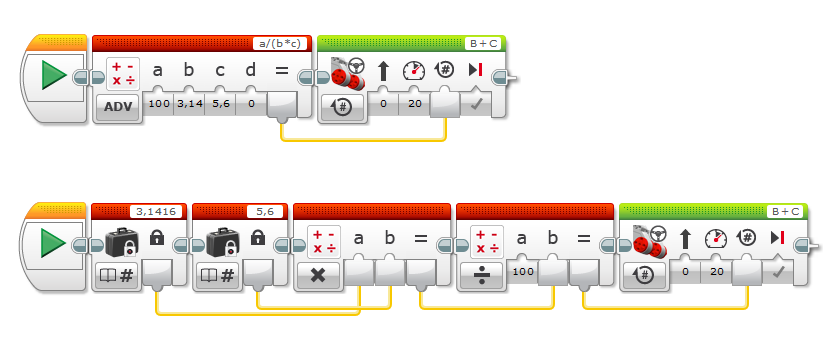 a/(b*c) B+C
a b c d =
ADV 100 3,14 5,6 0 # 0 20
3,1416 5,6 B+C
a b = a b =
# # 100 # 0 20